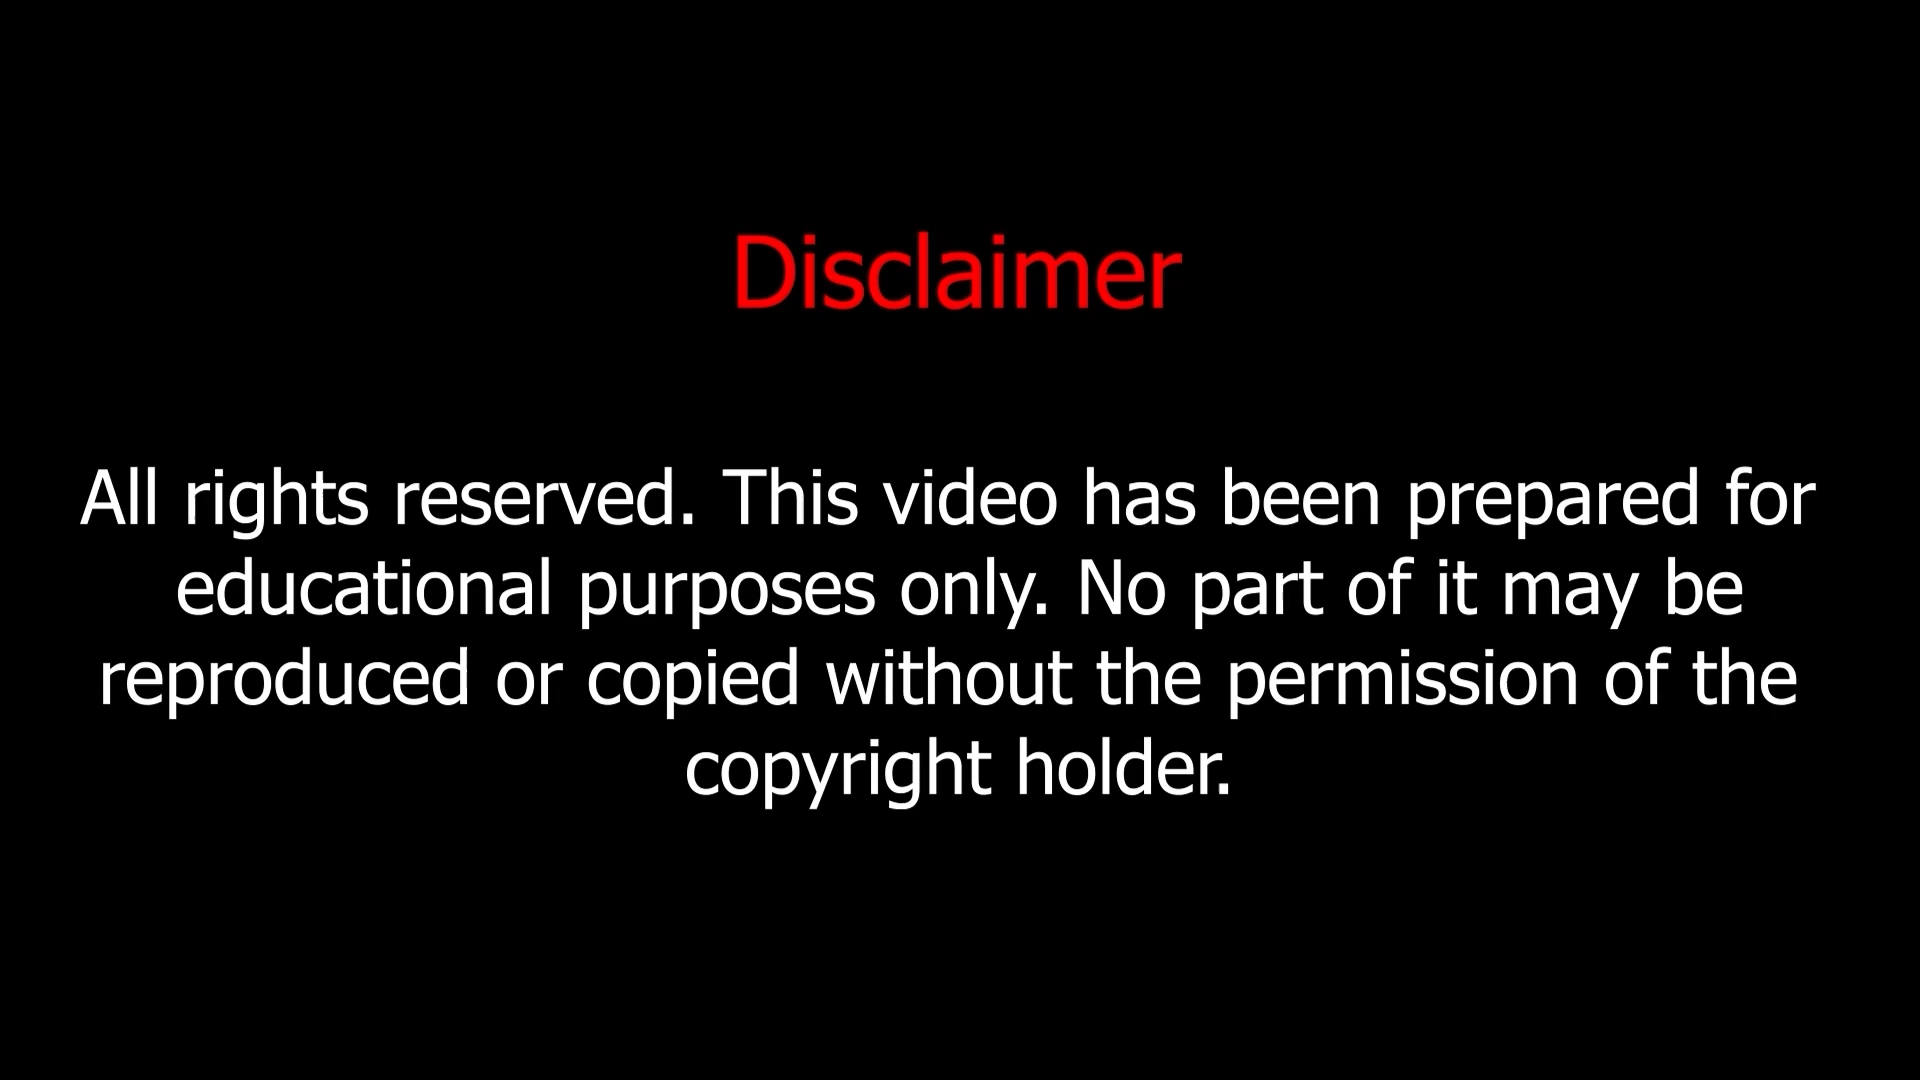 Disclaimer
All rights reserved. This video has been prepared for
educational purposes only. No part of it may be
reproduced or copied without the permission of the
copyright holder.